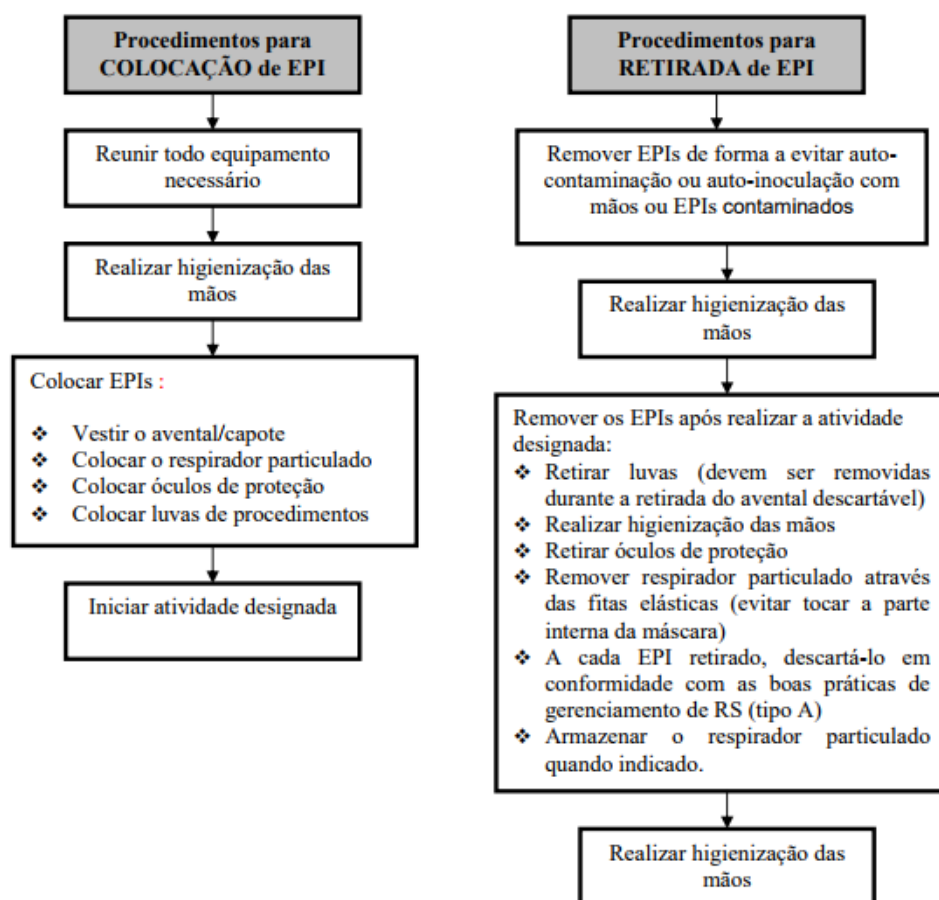 Procedimentos para
COLOCAÇÃO de EPI
Reunir todo equipamento
necessário
Realizar higienização das
mãos
Colocar EPIs :
❖ Vestir o avental/capote
❖ Colocar o respirador particulado
❖ Colocar óculos de proteção
❖ Colocar luvas de procedimentos
Iniciar atividade designada
Procedimentos para
RETIRADA de EPI
Remover EPIs de forma a evitar auto-
contaminação ou auto-inoculação com
mãos ou EPIs contaminados
Realizar higienização das
mãos
Remover os EPIs após realizar a atividade
designada:
❖ Retirar luvas (devem ser removidas
durante a retirada do avental descartável)
❖ Realizar higienização das mãos
❖ Retirar óculos de proteção
❖ Remover respirador particulado através
das fitas elásticas (evitar tocar a parte
interna da máscara)
❖ A cada EPI retirado, descartá-lo em
conformidade com as boas práticas de
gerenciamento de RS (tipo A)
❖ Armazenar o respirador particulado
quando indicado.
Realizar higienização das
mãos